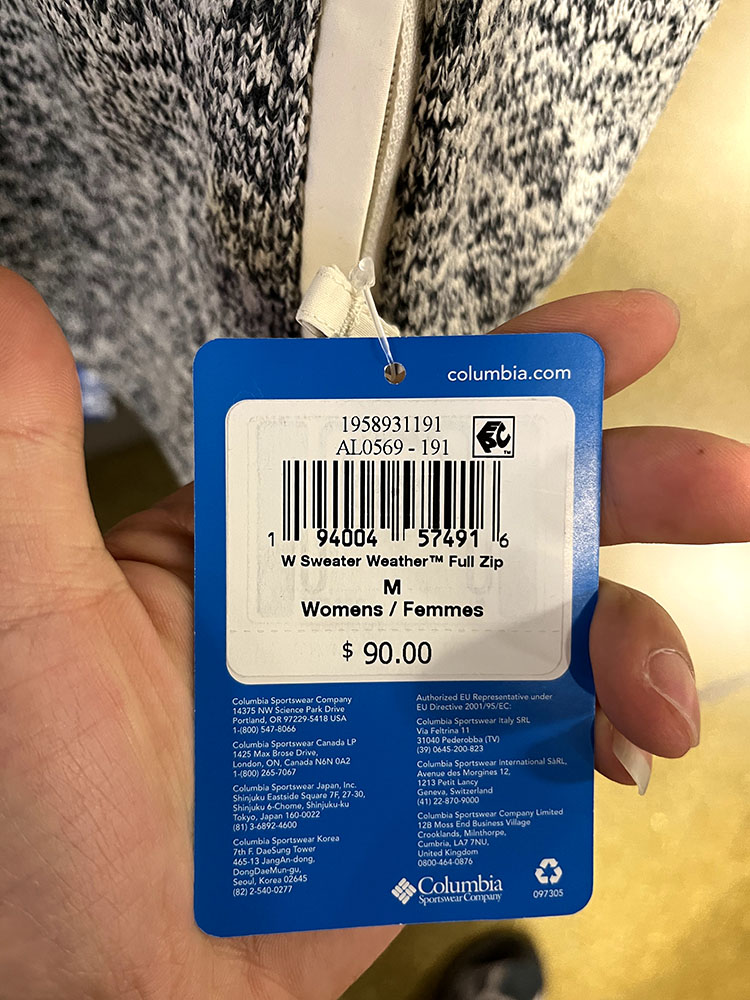 columbia.com
1958931191
AL0569 - 191
1 94004 57491 6
W Sweater Weather™ Full Zip
M
Womens / Femmes
$ 90.00
Columbia Sportswear Company
14375 NW Science Park Drive
Portland, OR 97229-5418 USA
1-(800) 547-8066
Columbia Sportswear Canada LP
1425 Max Brose Drive,
London, ON, Canada N6N 0A2
1-(800) 265-7067
Columbia Sportswear Japan, Inc.
Shinjuku Eastside Square 7F, 27-30,
Shinjuku 6-Chome, Shinjuku-ku
Tokyo, Japan 160-0022
(81) 3-6892-4600
Columbia Sportswear Korea
7th F. DaeSung Tower
465-13 JangAn-dong,
DongDaeMun-gu,
Seoul, Korea 02645
(82) 2-540-0277
Authorized EU Representative under
EU Directive 2001/95/EC:
Columbia Sportswear Italy SRL
Via Feltrina 11
31040 Pederobba (TV)
(39) 0645-200-823
Columbia Sportswear International SàRL,
Avenue des Morgines 12,
1213 Petit Lancy
Geneva, Switzerland
(41) 22-870-9000
Columbia Sportswear Company Limited
12B Moss End Business Village
Crooklands, Milnthorpe,
Cumbria, LA7 7NU,
United Kingdom
0800-464-0876
Columbia
Sportswear Company
097305